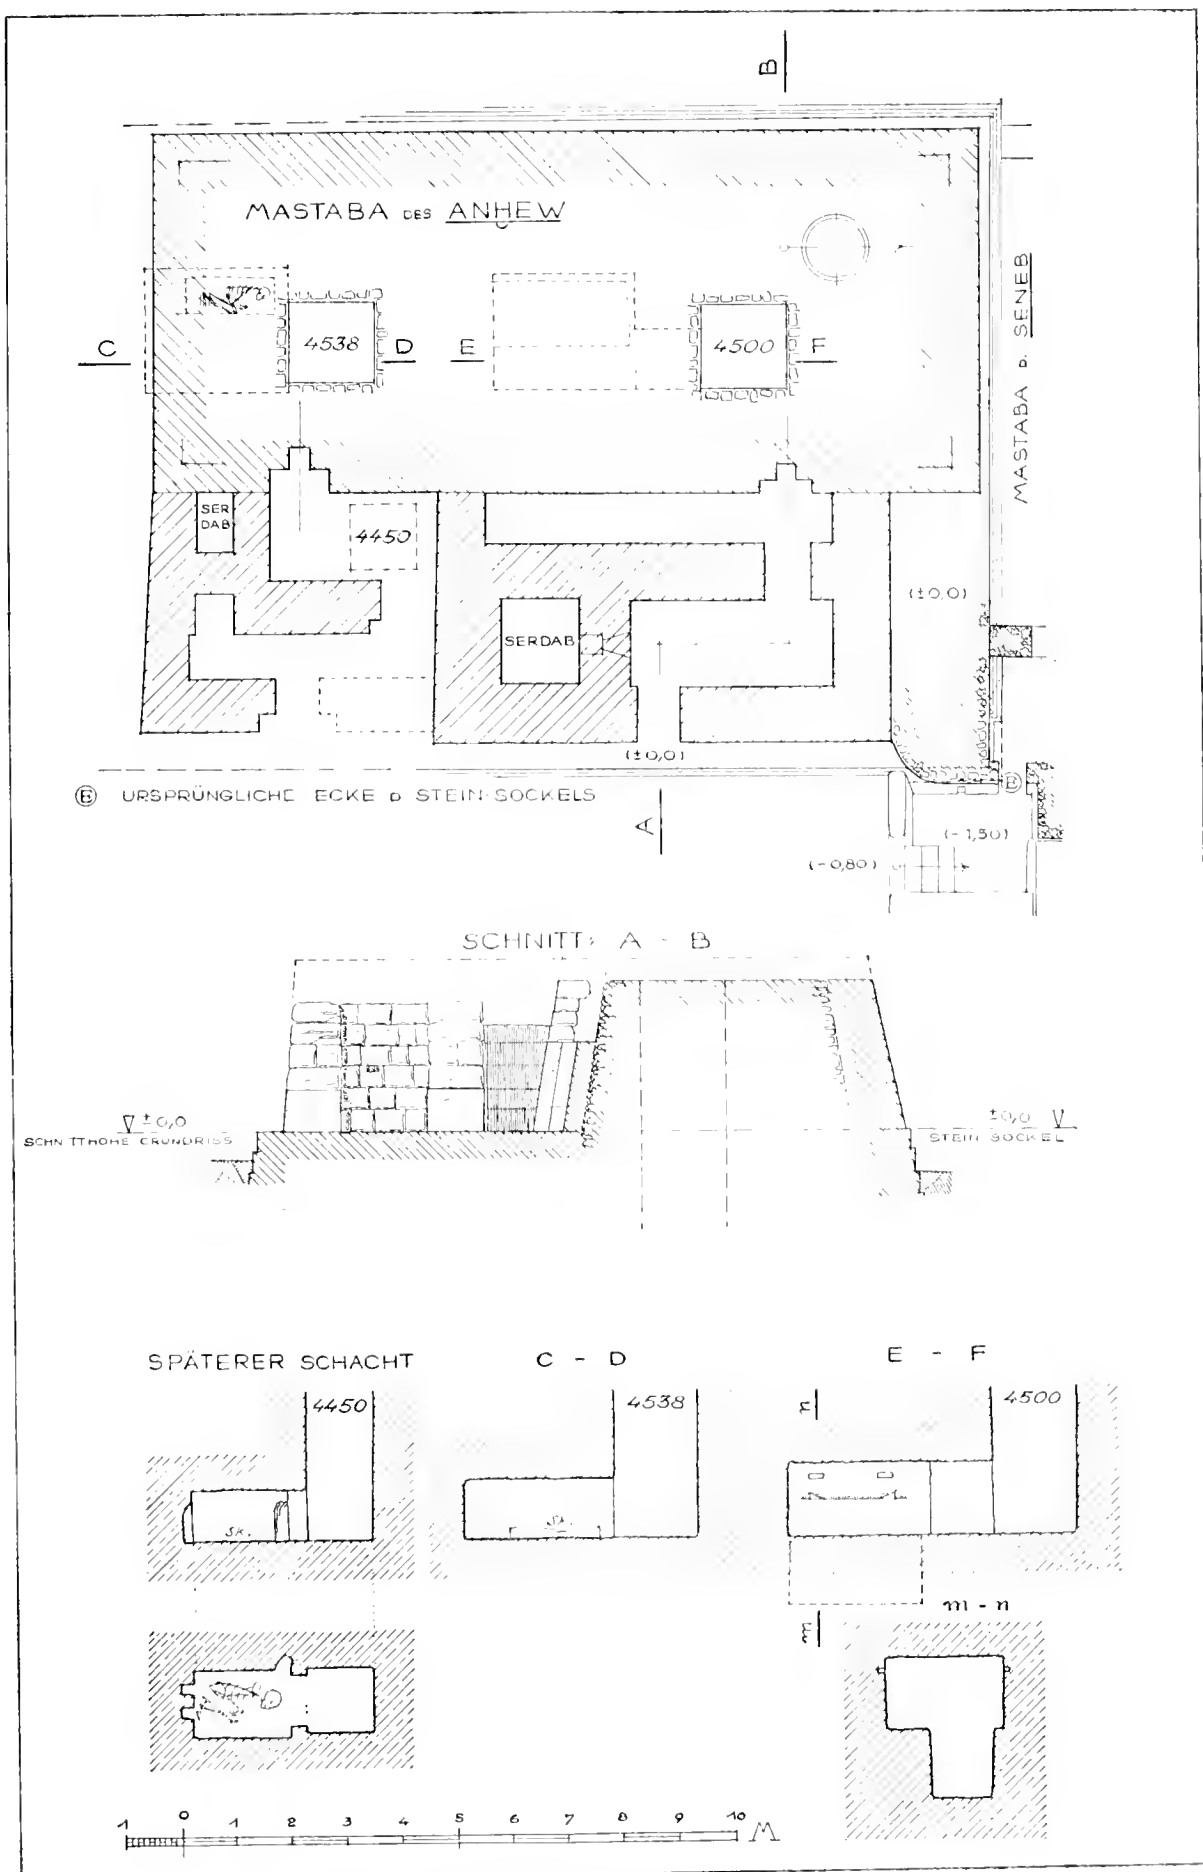 B
MASTABA DES ANḤEW
MASTABA D. SENEB
C
4538
D
E
4500
F
SER
DAB
4450
(±0,0)
SERDAB
(±0,0)
Ⓔ URSPRÜNGLICHE ECKE D STEIN-SOCKELS
Ⓔ
A
(-1,50)
(-0,80)
SCHNITT: A - B
±0,0
SCHNITTHÖHE GRUNDRISS
±0,0
STEIN SOCKEL
SPÄTERER SCHACHT
C - D
E - F
4450
4538
n
4500
SK.
SK.
m
m - n
1 0 1 2 3 4 5 6 7 8 9 10 M